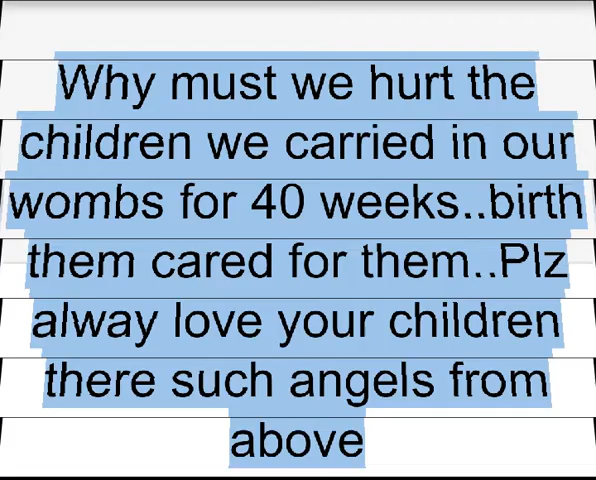 Why must we hurt the
children we carried in our
wombs for 40 weeks..birth
them cared for them..Plz
alway love your children
there such angels from
above